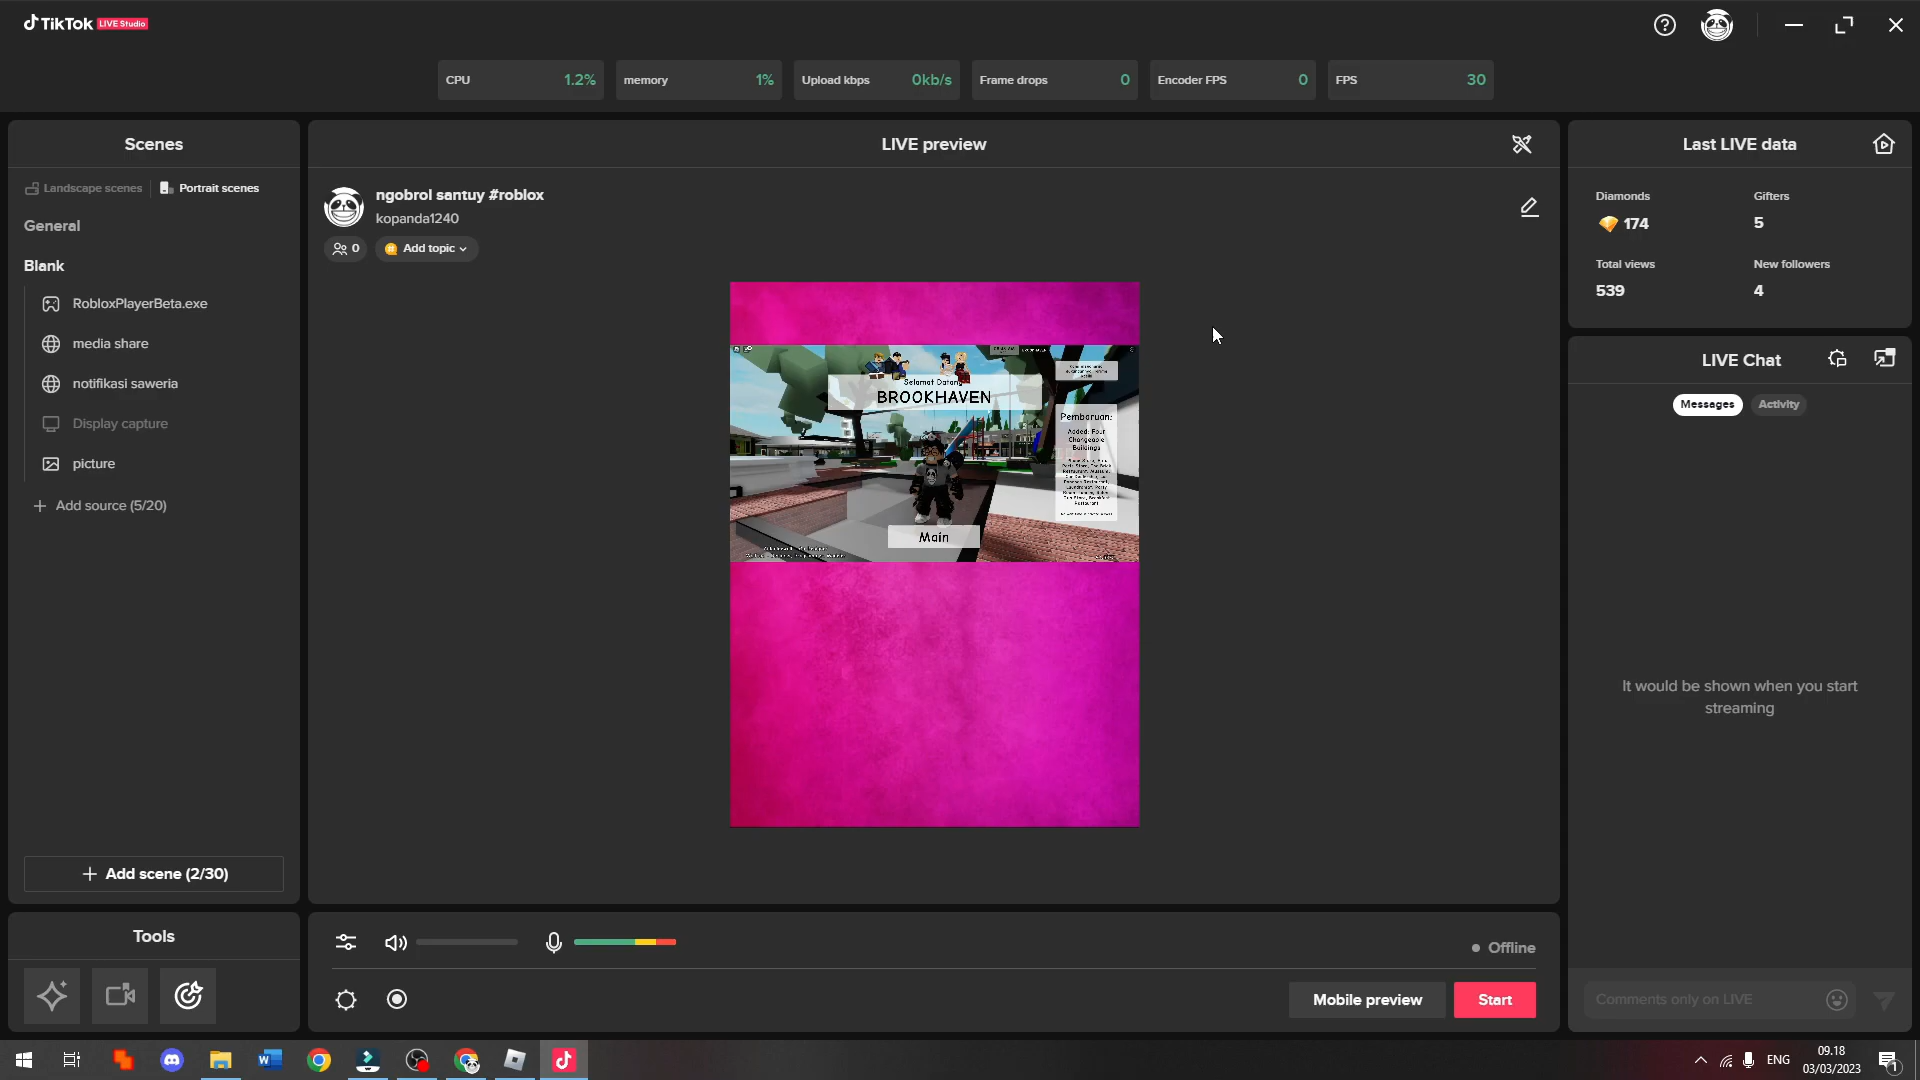 TikTok LIVE Studio
CPU 1.2%
memory 1%
Upload kbps 0kb/s
Frame drops 0
Encoder FPS 0
FPS 30
Scenes
Landscape scenes
Portrait scenes
General
Blank
RobloxPlayerBeta.exe
media share
notifikasi saweria
Display capture
picture
+ Add source (5/20)
+ Add scene (2/30)
Tools
LIVE preview
ngobrol santuy #roblox
kopanda1240
0
Add topic
Selamat Datang
BROOKHAVEN
Pembaruan:
Added: Four
Changeable
Buildings
Main
Offline
Mobile preview
Start
Last LIVE data
Diamonds
174
Gifters
5
Total views
539
New followers
4
LIVE Chat
Messages
Activity
It would be shown when you start
streaming
Comments only on LIVE
ENG
09.18
03/03/2023
1